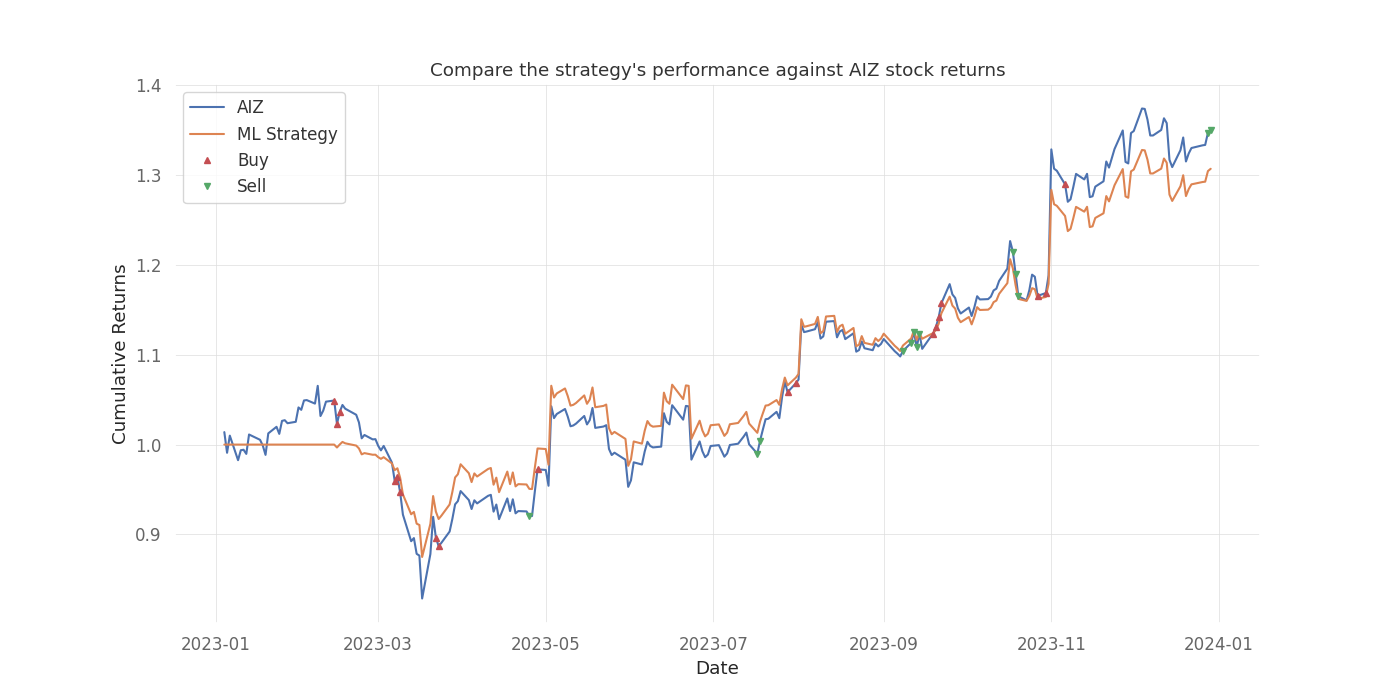 Compare the strategy's performance against AIZ stock returns
AIZ
ML Strategy
Buy
Sell
Cumulative Returns
1.4
1.3
1.2
1.1
1.0
0.9
2023-01 2023-03 2023-05 2023-07 2023-09 2023-11 2024-01
Date